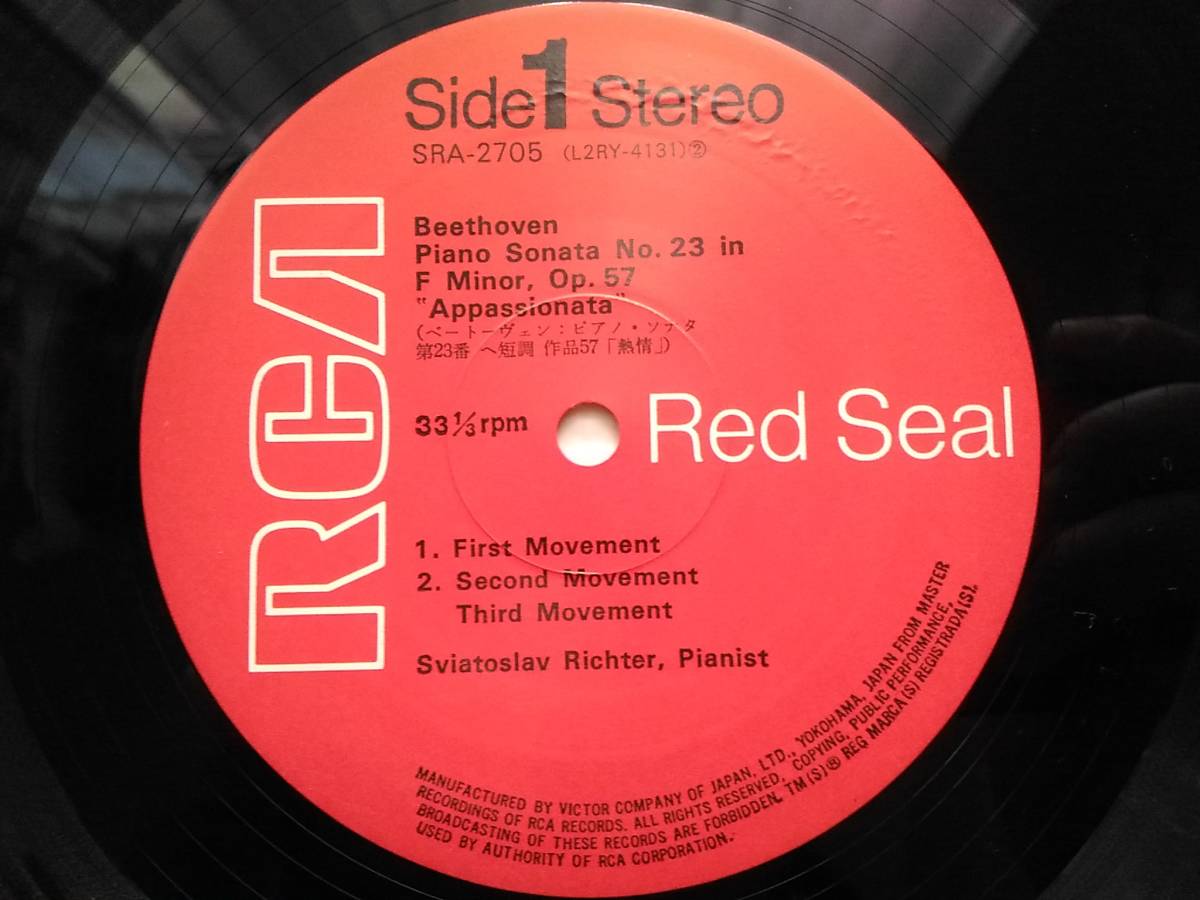 Side 1 Stereo
SRA-2705 (L2RY-4131)②
RCA
Beethoven
Piano Sonata No. 23 in
F Minor, Op. 57
"Appassionata"
(ベートーヴェン：ピアノ・ソナタ
第23番 ヘ短調 作品57「熱情」)
33⅓rpm
Red Seal
1. First Movement
2. Second Movement
Third Movement
Sviatoslav Richter, Pianist
MANUFACTURED BY VICTOR COMPANY OF JAPAN, LTD., YOKOHAMA, JAPAN FROM MASTER
RECORDINGS OF RCA RECORDS. ALL RIGHTS RESERVED. COPYING, PUBLIC PERFORMANCE,
BROADCASTING OF THESE RECORDS ARE FORBIDDEN. TM(S)® REG MARCA(S) REGISTRADA(S).
USED BY AUTHORITY OF RCA CORPORATION.